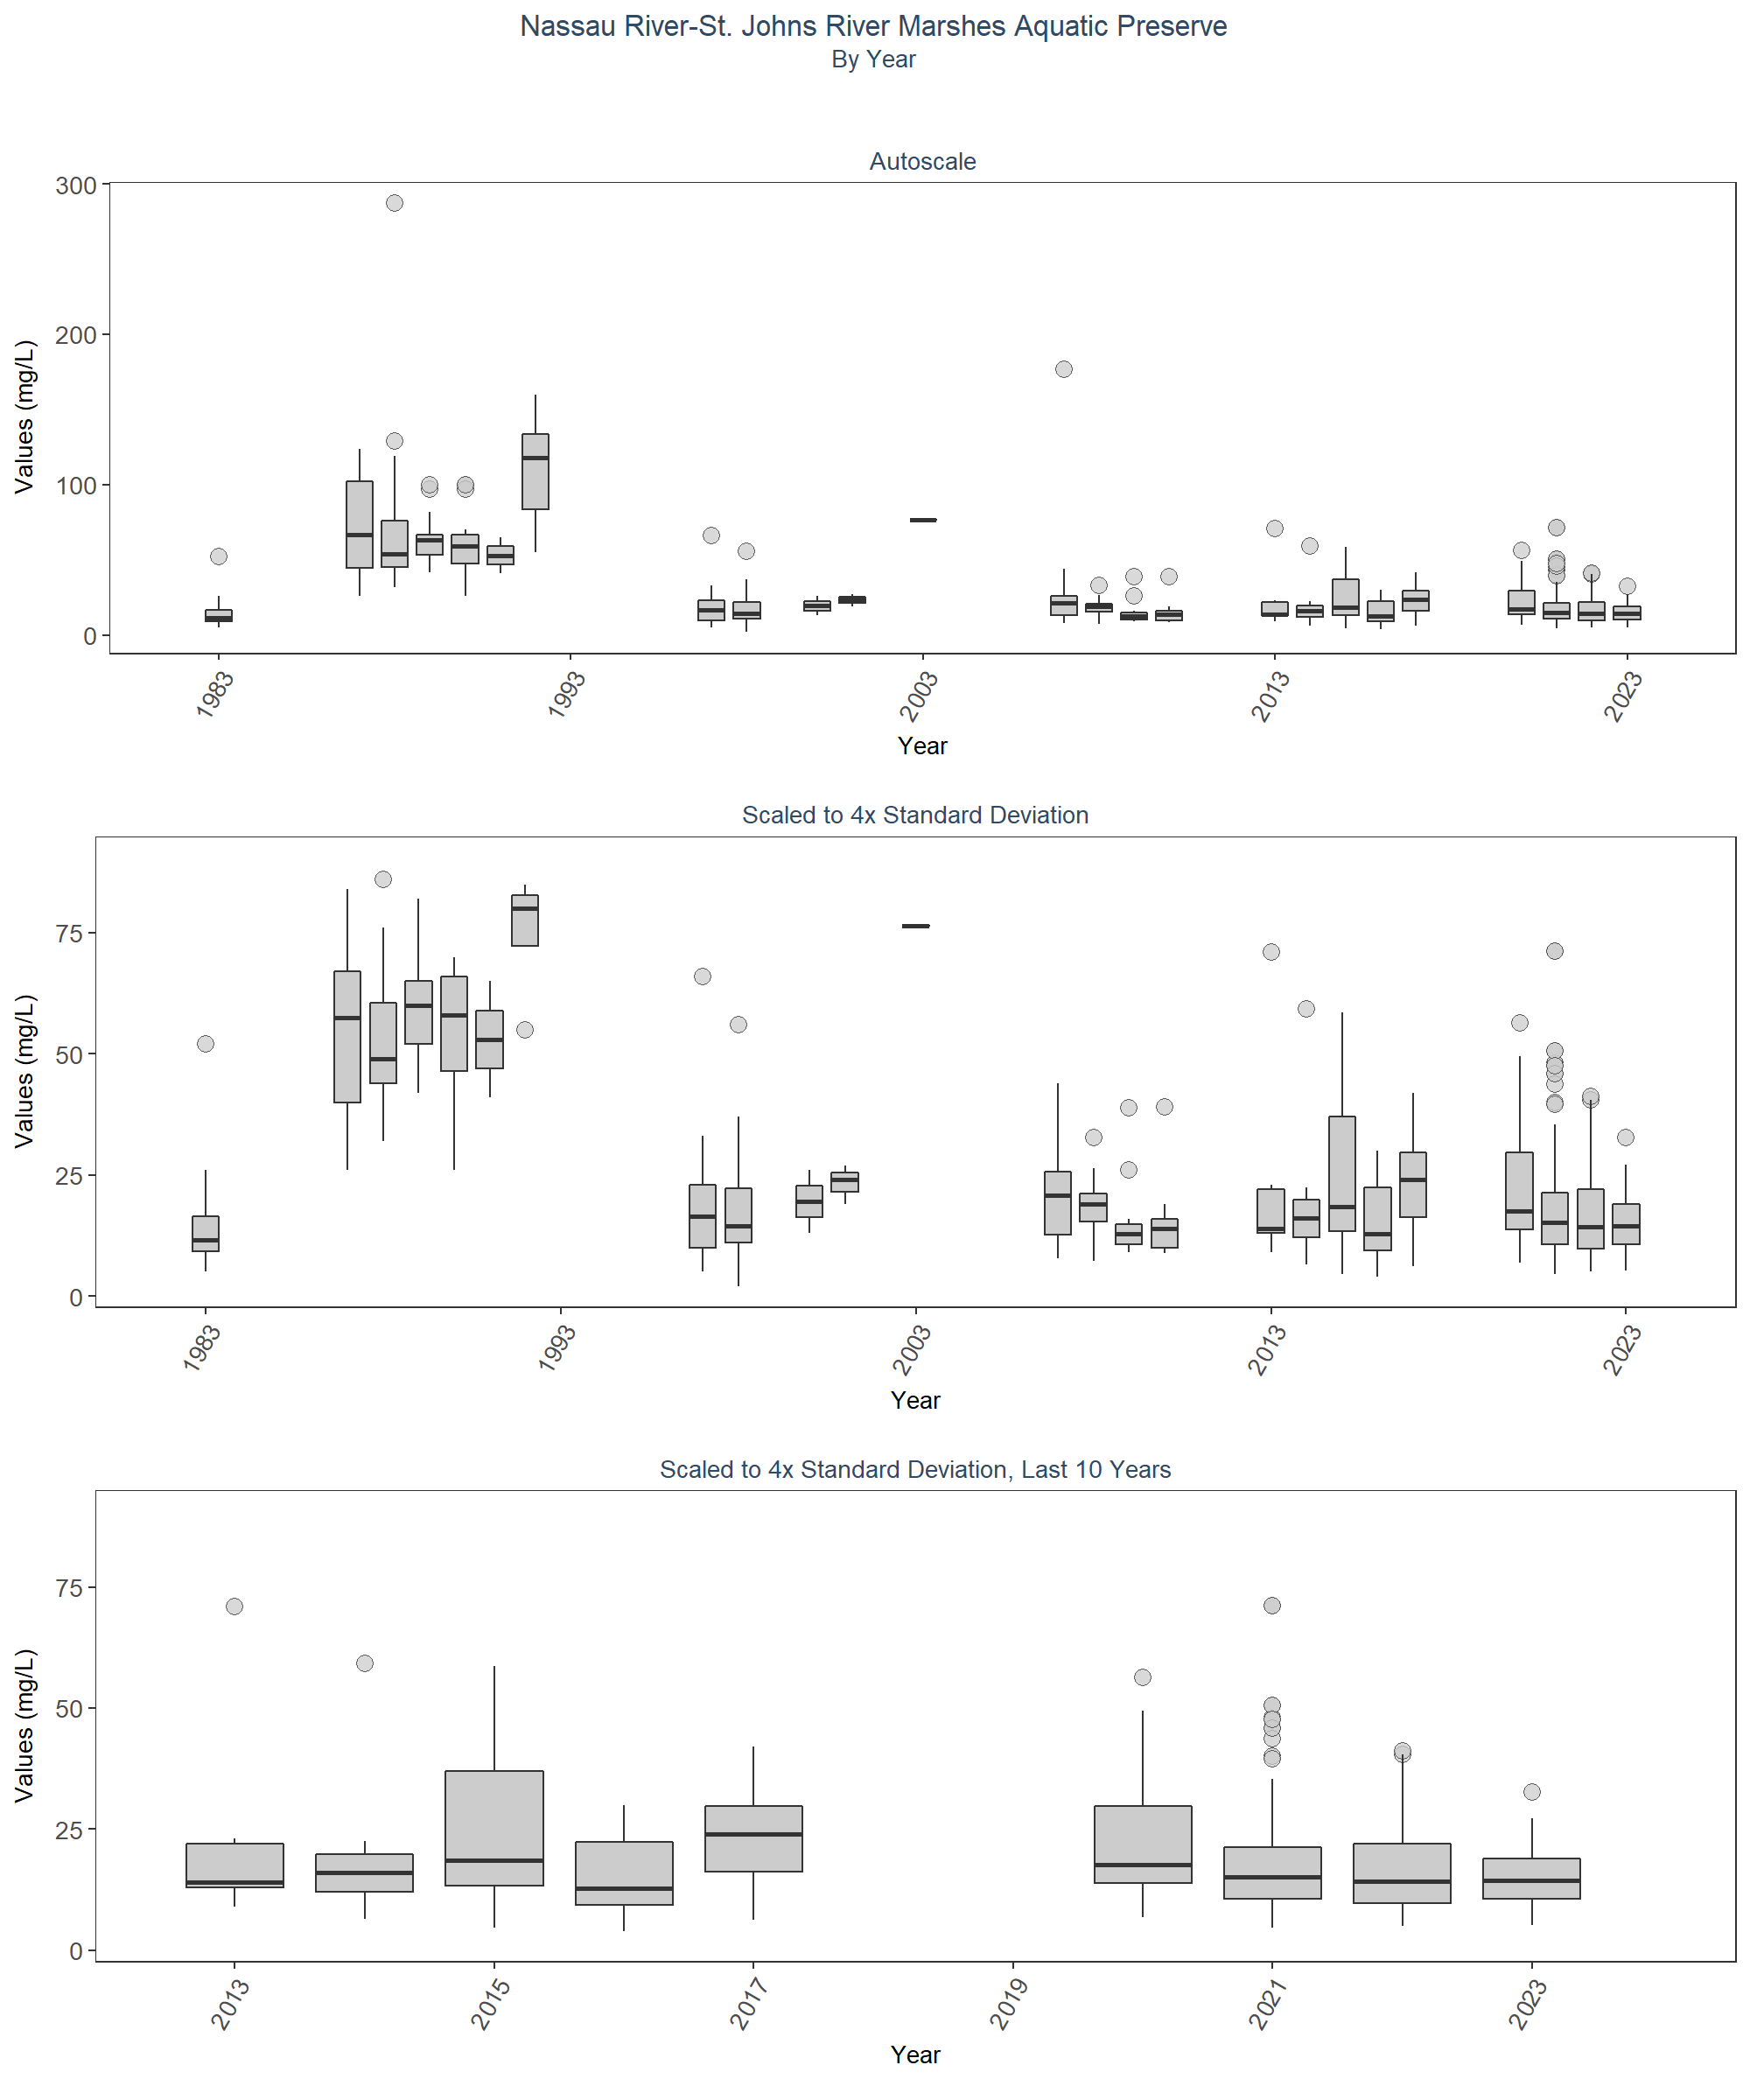 Nassau River-St. Johns River Marshes Aquatic Preserve
By Year
Autoscale
Values (mg/L)
300
200
100
0
1983
1993
2003
2013
2023
Year
Scaled to 4x Standard Deviation
Values (mg/L)
75
50
25
0
1983
1993
2003
2013
2023
Year
Scaled to 4x Standard Deviation, Last 10 Years
Values (mg/L)
75
50
25
0
2013
2015
2017
2019
2021
2023
Year